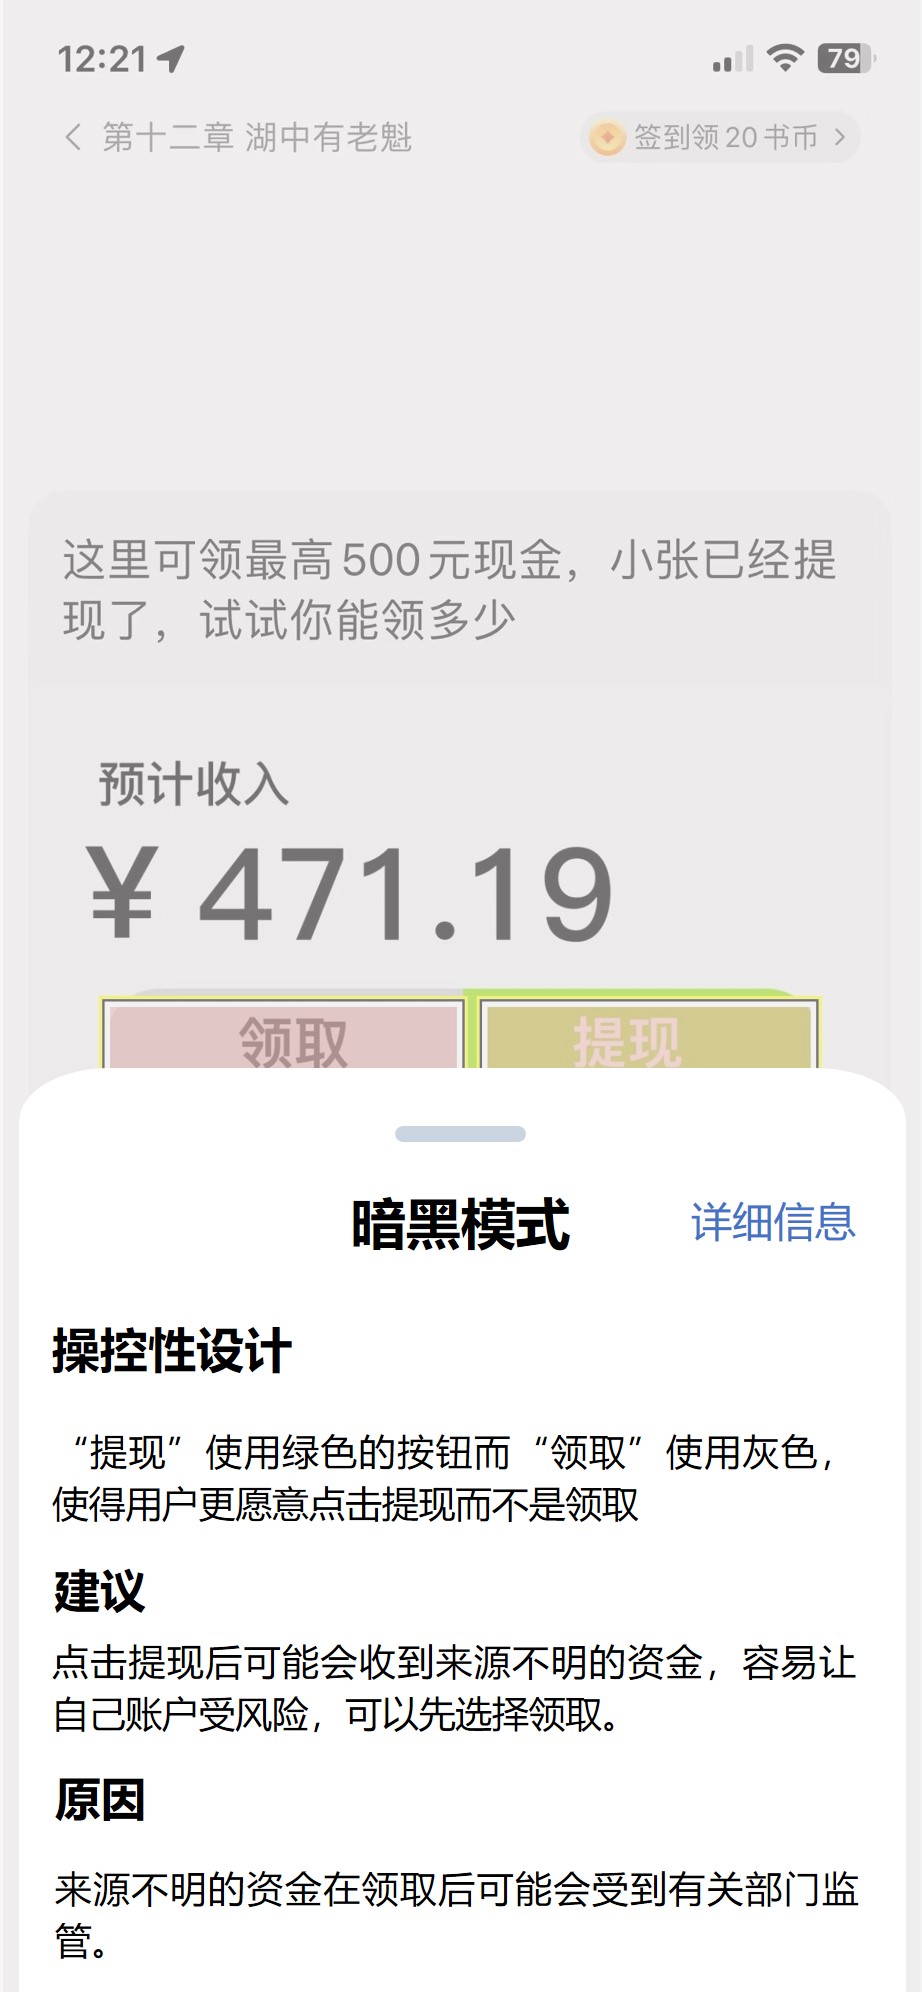 12:21
79
第十二章 湖中有老魁
签到领20书币
这里可领最高500元现金，小张已经提
现了，试试你能领多少
预计收入
¥471.19
领取
提现
暗黑模式
详细信息
操控性设计
“提现”使用绿色的按钮而“领取”使用灰色，
使得用户更愿意点击提现而不是领取
建议
点击提现后可能会收到来源不明的资金，容易让
自己账户受风险，可以先选择领取。
原因
来源不明的资金在领取后可能会受到有关部门监
管。